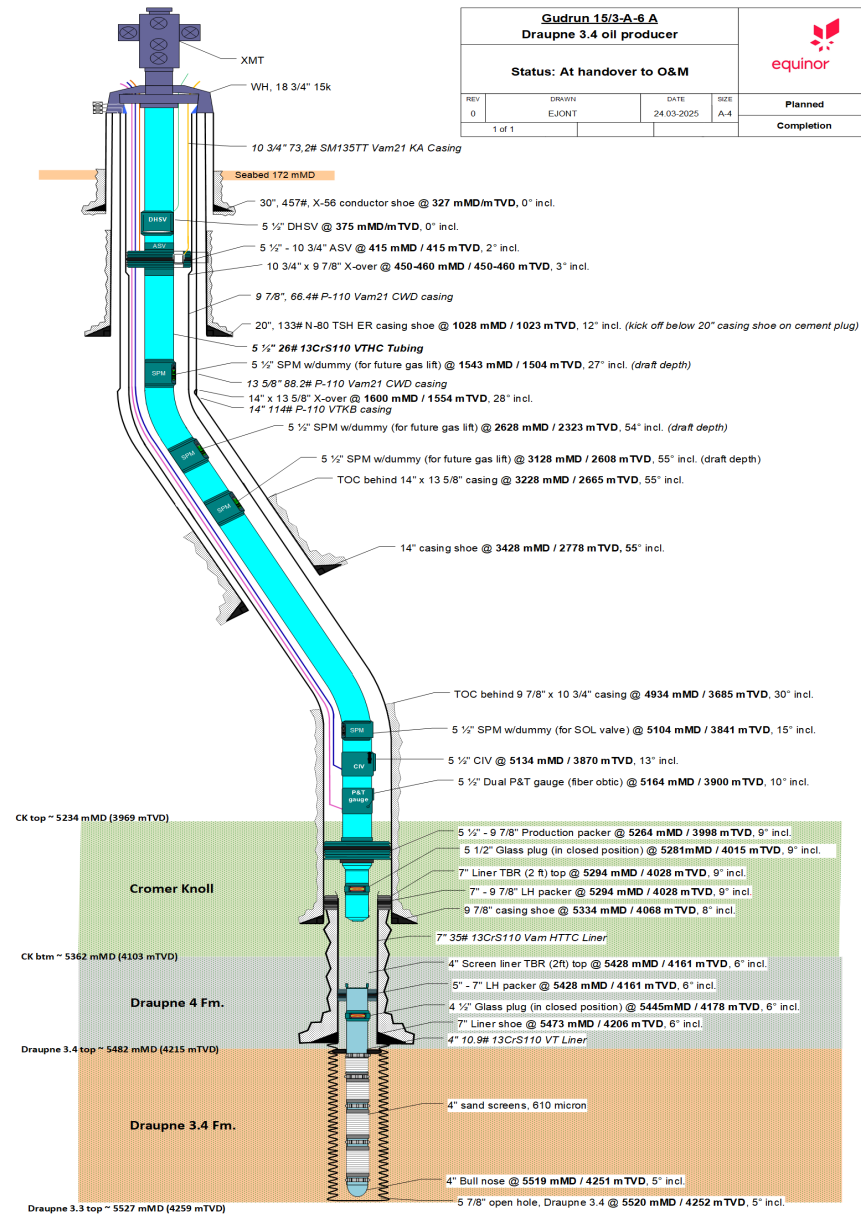 Gudrun 15/3-A-6 A
Draupne 3.4 oil producer
Status: At handover to O&M
equinor
REV DRAWN DATE SIZE
0 EJONT 24.03-2025 A-4
1 of 1
Planned
Completion
XMT
WH, 18 3/4" 15k
10 3/4" 73,2# SM135TT Vam21 KA Casing
Seabed 172 mMD
30", 457#, X-56 conductor shoe @ 327 mMD/mTVD, 0° incl.
DHSV
5 ½" DHSV @ 375 mMD/mTVD, 0° incl.
ASV
5 ½" - 10 3/4" ASV @ 415 mMD / 415 mTVD, 2° incl.
10 3/4" x 9 7/8" X-over @ 450-460 mMD / 450-460 mTVD, 3° incl.
9 7/8", 66.4# P-110 Vam21 CWD casing
20", 133# N-80 TSH ER casing shoe @ 1028 mMD / 1023 mTVD, 12° incl. (kick off below 20" casing shoe on cement plug)
5 ½" 26# 13CrS110 VTHC Tubing
5 ½" SPM w/dummy (for future gas lift) @ 1543 mMD / 1504 mTVD, 27° incl. (draft depth)
SPM
13 5/8" 88.2# P-110 Vam21 CWD casing
14" x 13 5/8" X-over @ 1600 mMD / 1554 mTVD, 28° incl.
14" 114# P-110 VTKB casing
5 ½" SPM w/dummy (for future gas lift) @ 2628 mMD / 2323 mTVD, 54° incl. (draft depth)
SPM
5 ½" SPM w/dummy (for future gas lift) @ 3128 mMD / 2608 mTVD, 55° incl. (draft depth)
TOC behind 14" x 13 5/8" casing @ 3228 mMD / 2665 mTVD, 55° incl.
SPM
14" casing shoe @ 3428 mMD / 2778 mTVD, 55° incl.
TOC behind 9 7/8" x 10 3/4" casing @ 4934 mMD / 3685 mTVD, 30° incl.
SPM
5 ½" SPM w/dummy (for SOL valve) @ 5104 mMD / 3841 mTVD, 15° incl.
CIV
5 ½" CIV @ 5134 mMD / 3870 mTVD, 13° incl.
5 ½" Dual P&T gauge (fiber obtic) @ 5164 mMD / 3900 mTVD, 10° incl.
P&T
gauge
CK top ~ 5234 mMD (3969 mTVD)
5 ½" - 9 7/8" Production packer @ 5264 mMD / 3998 mTVD, 9° incl.
5 1/2" Glass plug (in closed position) @ 5281mMD / 4015 mTVD, 9° incl.
7" Liner TBR (2 ft) top @ 5294 mMD / 4028 mTVD, 9° incl.
Cromer Knoll
7" - 9 7/8" LH packer @ 5294 mMD / 4028 mTVD, 9° incl.
9 7/8" casing shoe @ 5334 mMD / 4068 mTVD, 8° incl.
7" 35# 13CrS110 Vam HTTC Liner
CK btm ~ 5362 mMD (4103 mTVD)
4" Screen liner TBR (2ft) top @ 5428 mMD / 4161 mTVD, 6° incl.
5" - 7" LH packer @ 5428 mMD / 4161 mTVD, 6° incl.
Draupne 4 Fm.
4 ½" Glass plug (in closed position) @ 5445mMD / 4178 mTVD, 6° incl.
7" Liner shoe @ 5473 mMD / 4206 mTVD, 6° incl.
4" 10.9# 13CrS110 VT Liner
Draupne 3.4 top ~ 5482 mMD (4215 mTVD)
4" sand screens, 610 micron
Draupne 3.4 Fm.
4" Bull nose @ 5519 mMD / 4251 mTVD, 5° incl.
5 7/8" open hole, Draupne 3.4 @ 5520 mMD / 4252 mTVD, 5° incl.
Draupne 3.3 top ~ 5527 mMD (4259 mTVD)